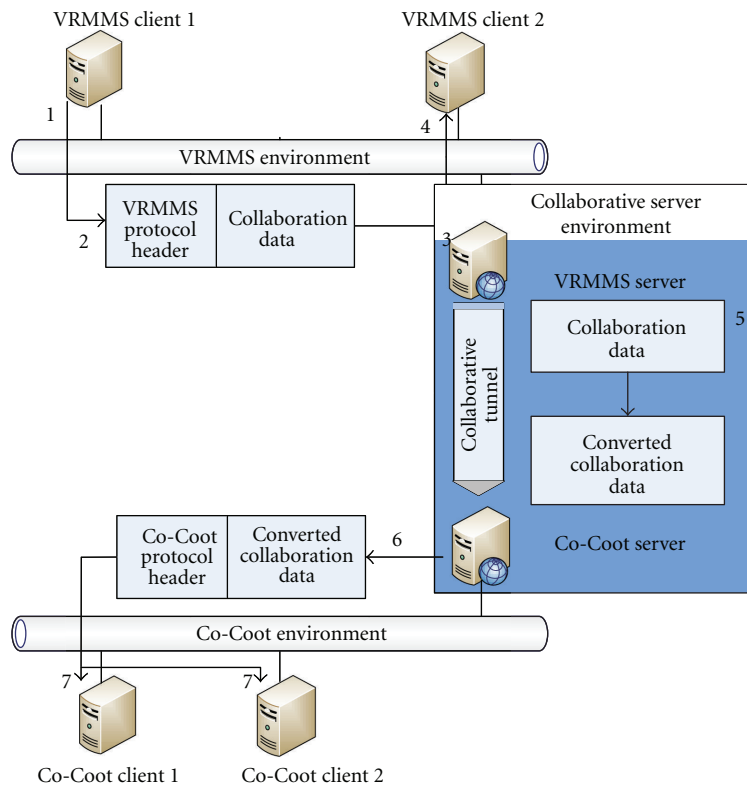 VRMMS client 1
VRMMS client 2
1
4
VRMMS environment
2
VRMMS
protocol
header
Collaboration
data
Collaborative server
environment
3
VRMMS server
5
Collaboration
data
Collaborative
tunnel
Converted
collaboration
data
Co-Coot
protocol
header
Converted
collaboration
data
6
Co-Coot server
Co-Coot environment
7
7
Co-Coot client 1
Co-Coot client 2